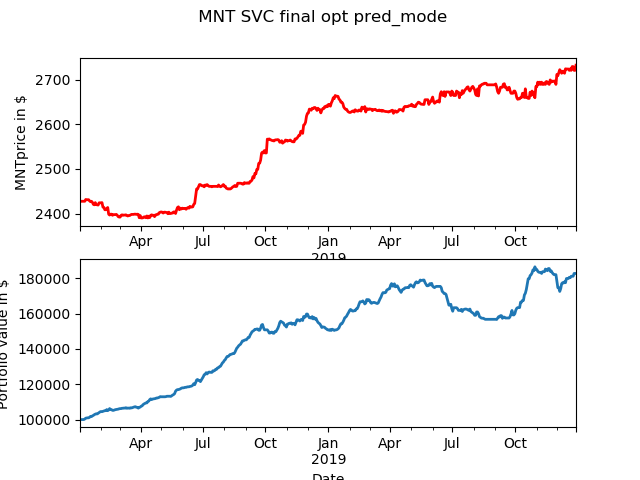 MNT SVC final opt pred_mode
MNTprice in $
2700
2600
2500
2400
Apr Jul Oct Jan Apr Jul Oct
2019
Portfolio Value in $
180000
160000
140000
120000
100000
Apr Jul Oct Jan Apr Jul Oct
2019
Date